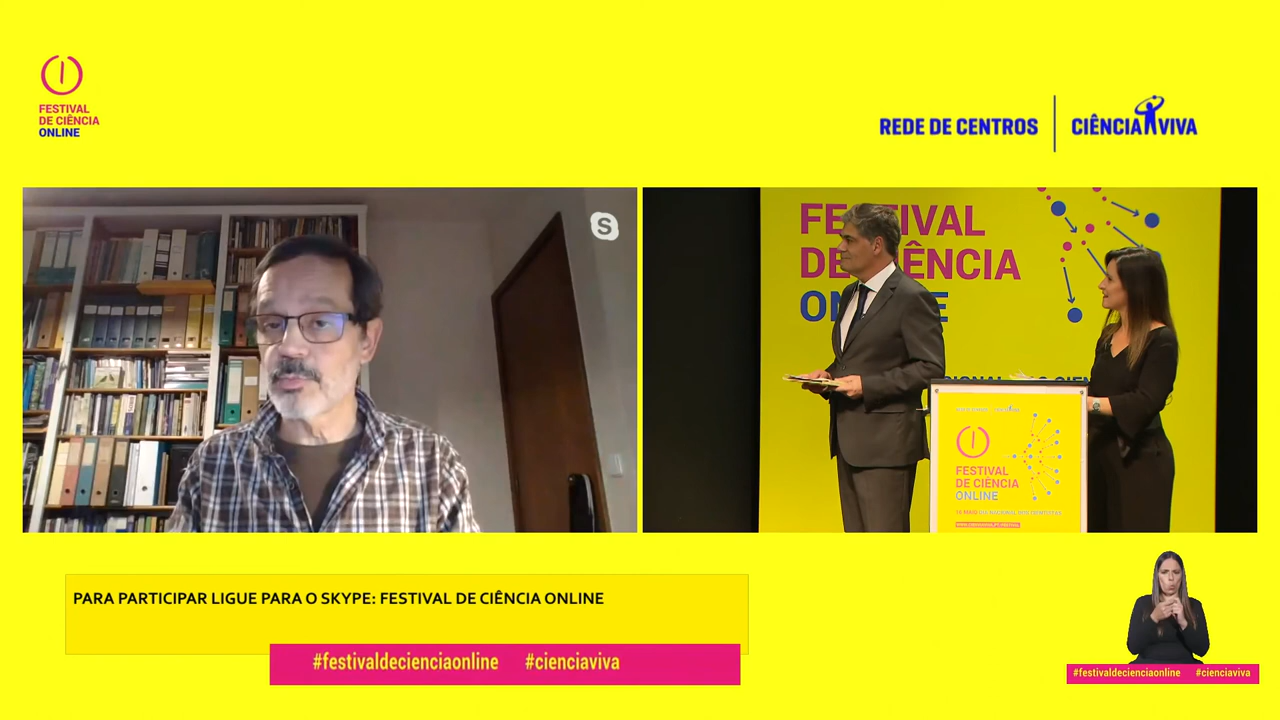 FESTIVAL
DE CIÊNCIA
ONLINE
REDE DE CENTROS
CIÊNCIA VIVA
S
FESTIVAL
DE CIÊNCIA
ONLINE
FESTIVAL
DE CIÊNCIA
ONLINE
PARA PARTICIPAR LIGUE PARA O SKYPE: FESTIVAL DE CIÊNCIA ONLINE
#festivaldecienciaonline #cienciaviva
#festivaldecienciaonline #cienciaviva